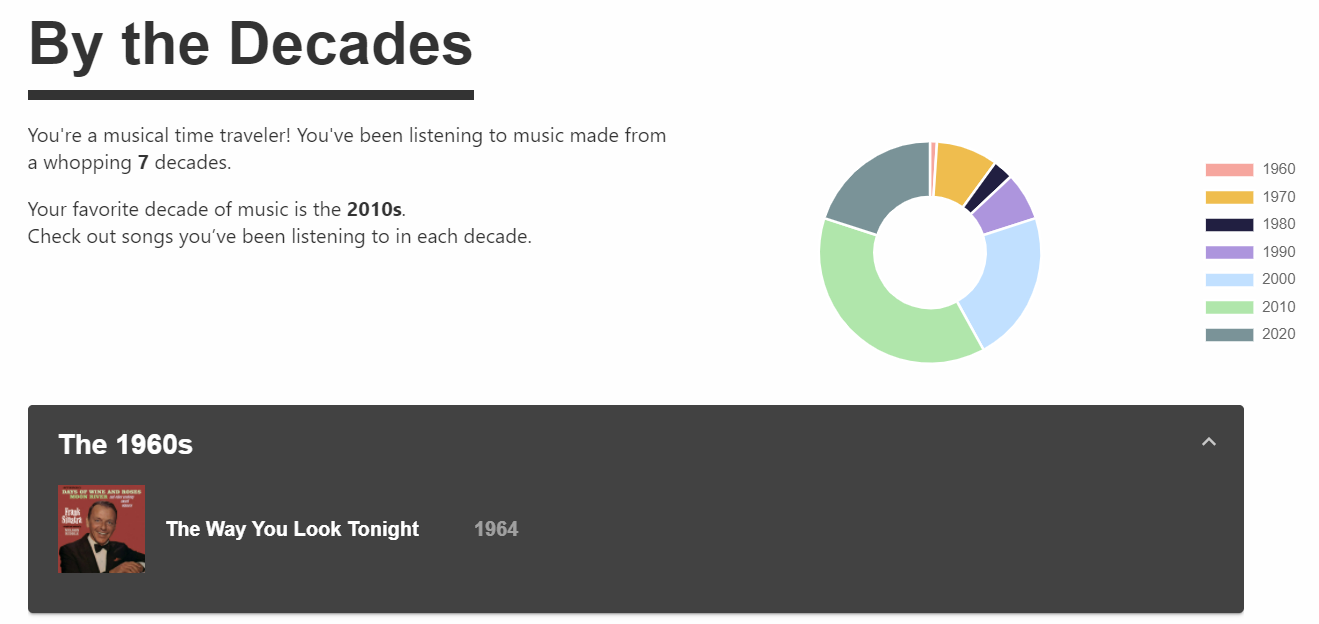 By the Decades
You're a musical time traveler! You've been listening to music made from
a whopping 7 decades.
Your favorite decade of music is the 2010s.
Check out songs you’ve been listening to in each decade.
1960
1970
1980
1990
2000
2010
2020
The 1960s
DAYS OF WINE AND ROSES
MOON RIVER
Frank
Sinatra
The Way You Look Tonight 1964